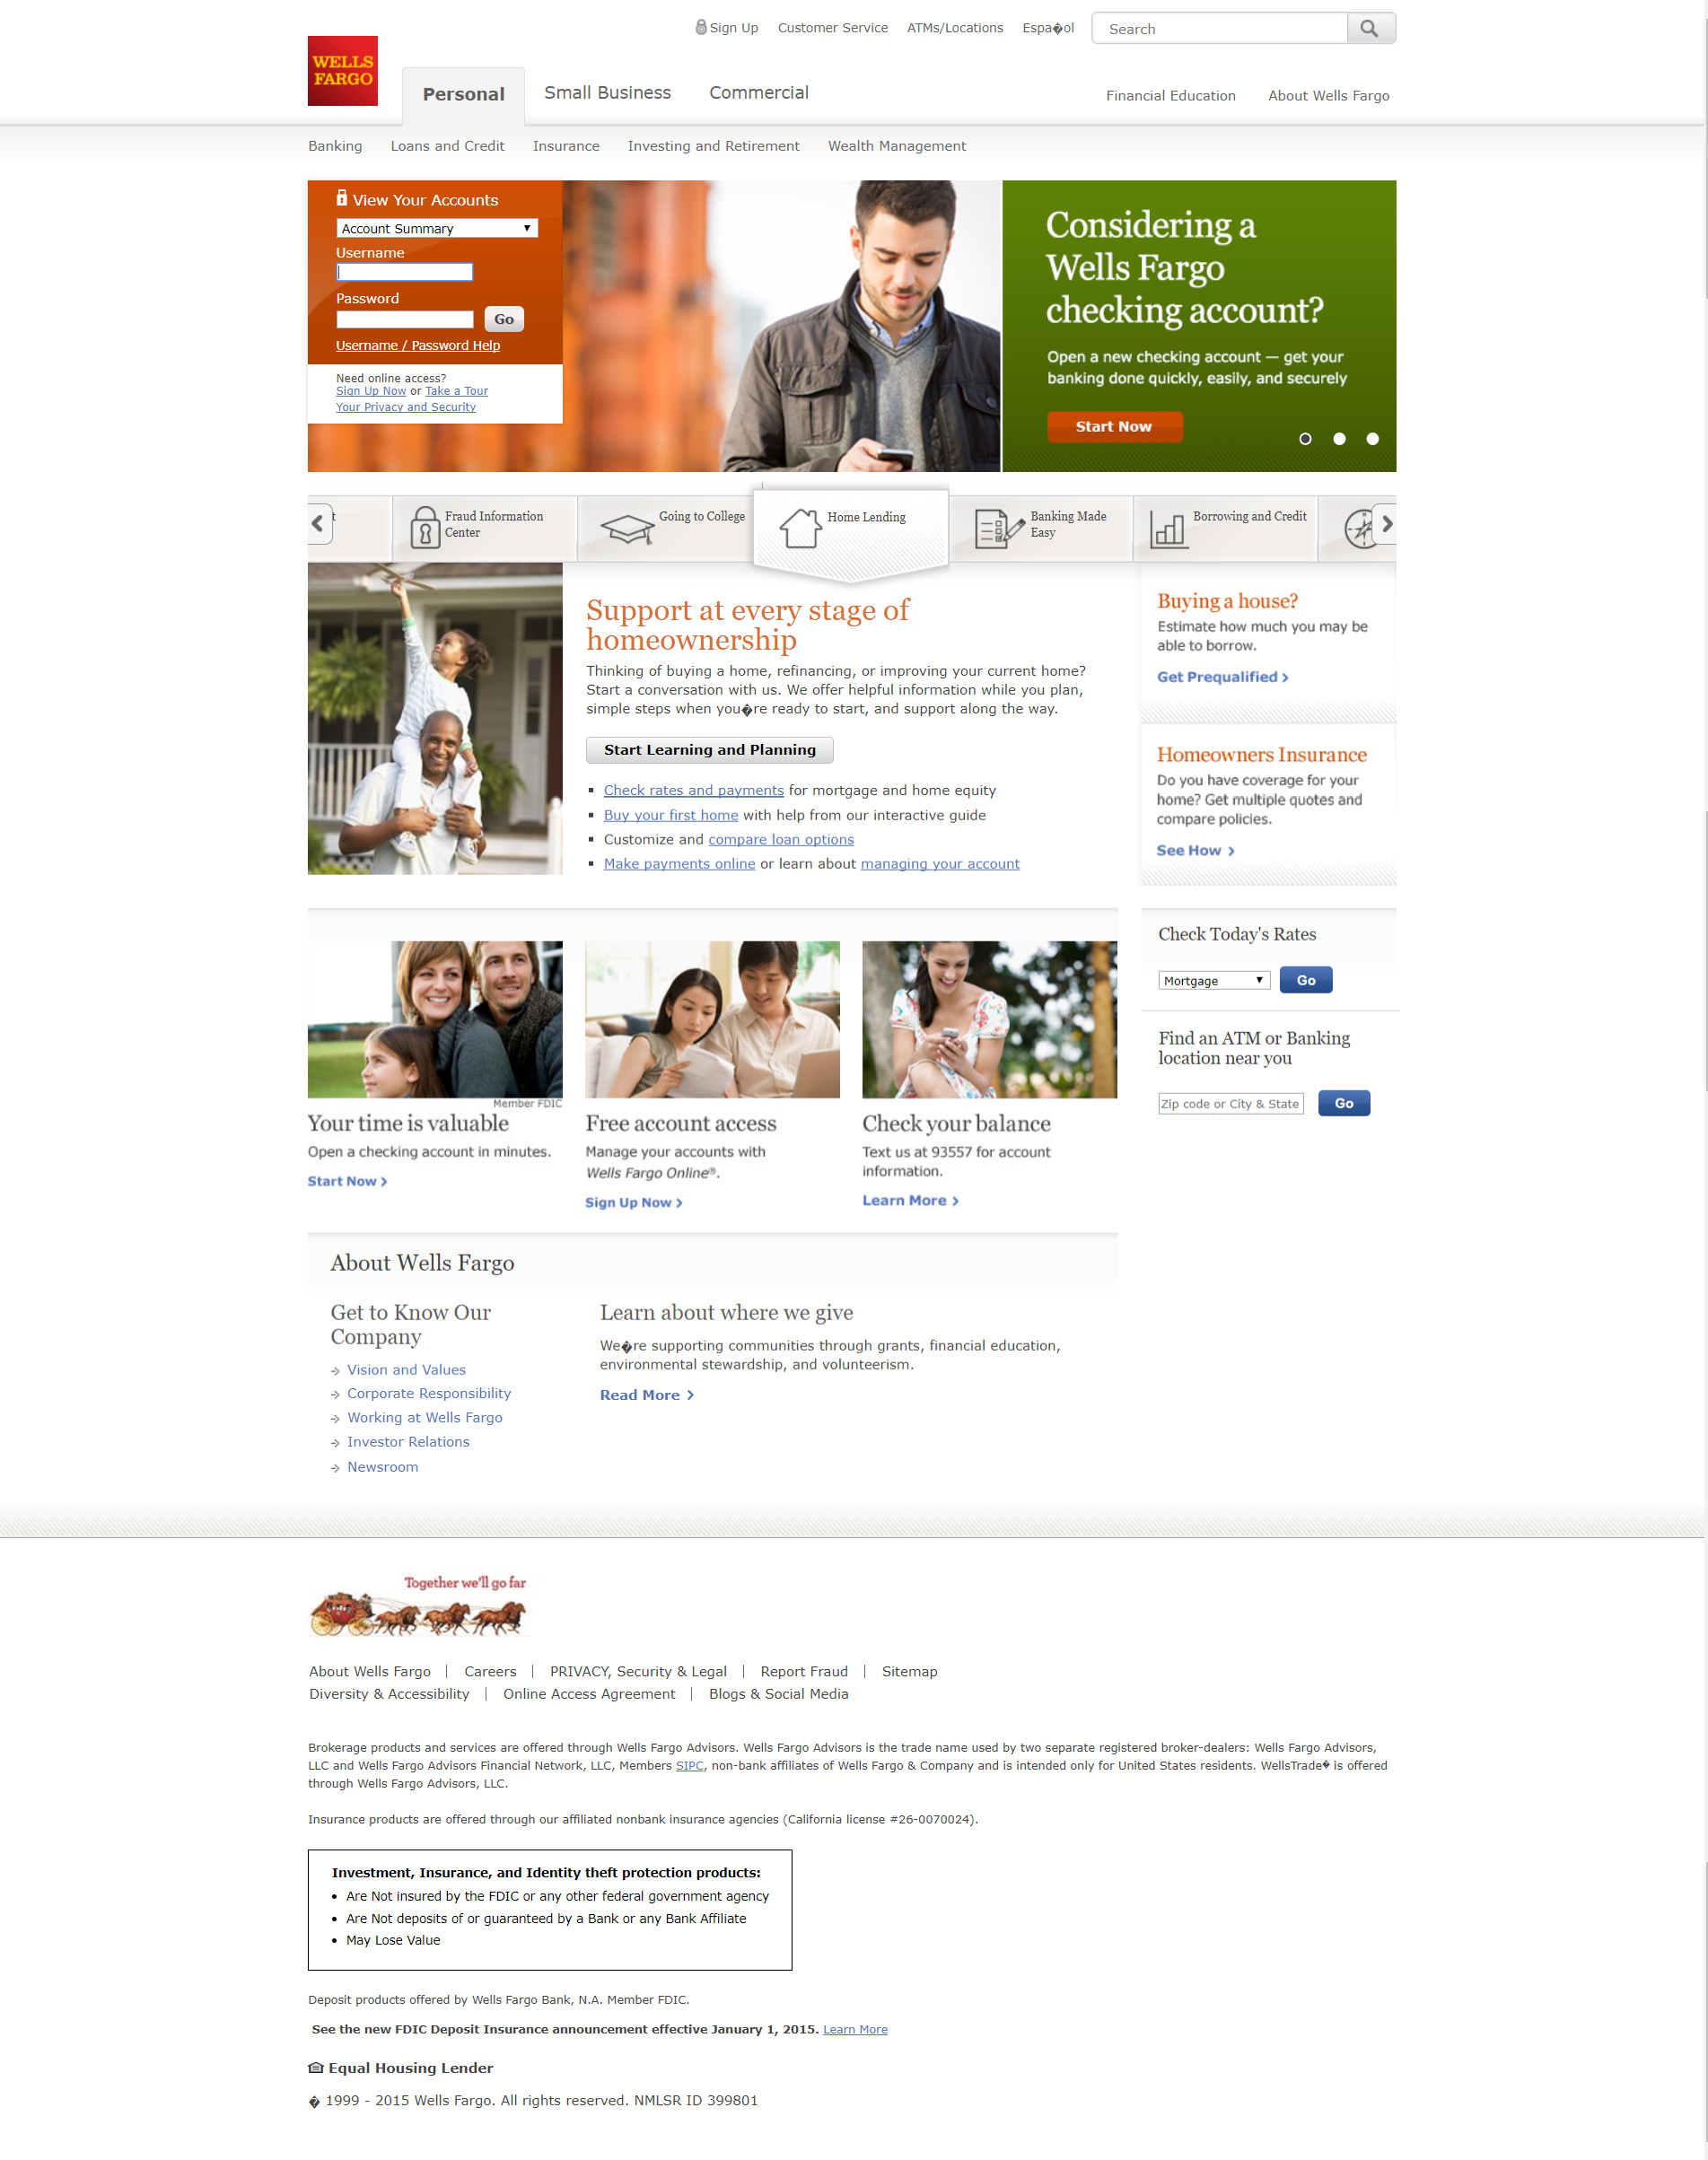 Sign Up
Customer Service
ATMs/Locations
Espa�ol
Search
WELLS
FARGO
Personal
Small Business
Commercial
Financial Education
About Wells Fargo
Banking
Loans and Credit
Insurance
Investing and Retirement
Wealth Management
View Your Accounts
Account Summary
Username
Password
Go
Username / Password Help
Need online access?
Sign Up Now or Take a Tour
Your Privacy and Security
Considering a
Wells Fargo
checking account?
Open a new checking account — get your
banking done quickly, easily, and securely
Start Now
t
Fraud Information
Center
Going to College
Home Lending
Banking Made
Easy
Borrowing and Credit
Support at every stage of
homeownership
Thinking of buying a home, refinancing, or improving your current home?
Start a conversation with us. We offer helpful information while you plan,
simple steps when you�re ready to start, and support along the way.
Start Learning and Planning
Check rates and payments for mortgage and home equity
Buy your first home with help from our interactive guide
Customize and compare loan options
Make payments online or learn about managing your account
Buying a house?
Estimate how much you may be
able to borrow.
Get Prequalified
Homeowners Insurance
Do you have coverage for your
home? Get multiple quotes and
compare policies.
See How
Member FDIC
Your time is valuable
Open a checking account in minutes.
Start Now
Free account access
Manage your accounts with
Wells Fargo Online®.
Sign Up Now
Check your balance
Text us at 93557 for account
information.
Learn More
Check Today's Rates
Mortgage
Go
Find an ATM or Banking
location near you
Zip code or City & State
Go
About Wells Fargo
Get to Know Our
Company
Vision and Values
Corporate Responsibility
Working at Wells Fargo
Investor Relations
Newsroom
Learn about where we give
We�re supporting communities through grants, financial education,
environmental stewardship, and volunteerism.
Read More
Together we'll go far
About Wells Fargo | Careers | PRIVACY, Security & Legal | Report Fraud | Sitemap
Diversity & Accessibility | Online Access Agreement | Blogs & Social Media
Brokerage products and services are offered through Wells Fargo Advisors. Wells Fargo Advisors is the trade name used by two separate registered broker-dealers: Wells Fargo Advisors,
LLC and Wells Fargo Advisors Financial Network, LLC, Members SIPC, non-bank affiliates of Wells Fargo & Company and is intended only for United States residents. WellsTrade� is offered
through Wells Fargo Advisors, LLC.
Insurance products are offered through our affiliated nonbank insurance agencies (California license #26-0070024).
Investment, Insurance, and Identity theft protection products:
• Are Not insured by the FDIC or any other federal government agency
• Are Not deposits of or guaranteed by a Bank or any Bank Affiliate
• May Lose Value
Deposit products offered by Wells Fargo Bank, N.A. Member FDIC.
See the new FDIC Deposit Insurance announcement effective January 1, 2015. Learn More
Equal Housing Lender
� 1999 - 2015 Wells Fargo. All rights reserved. NMLSR ID 399801